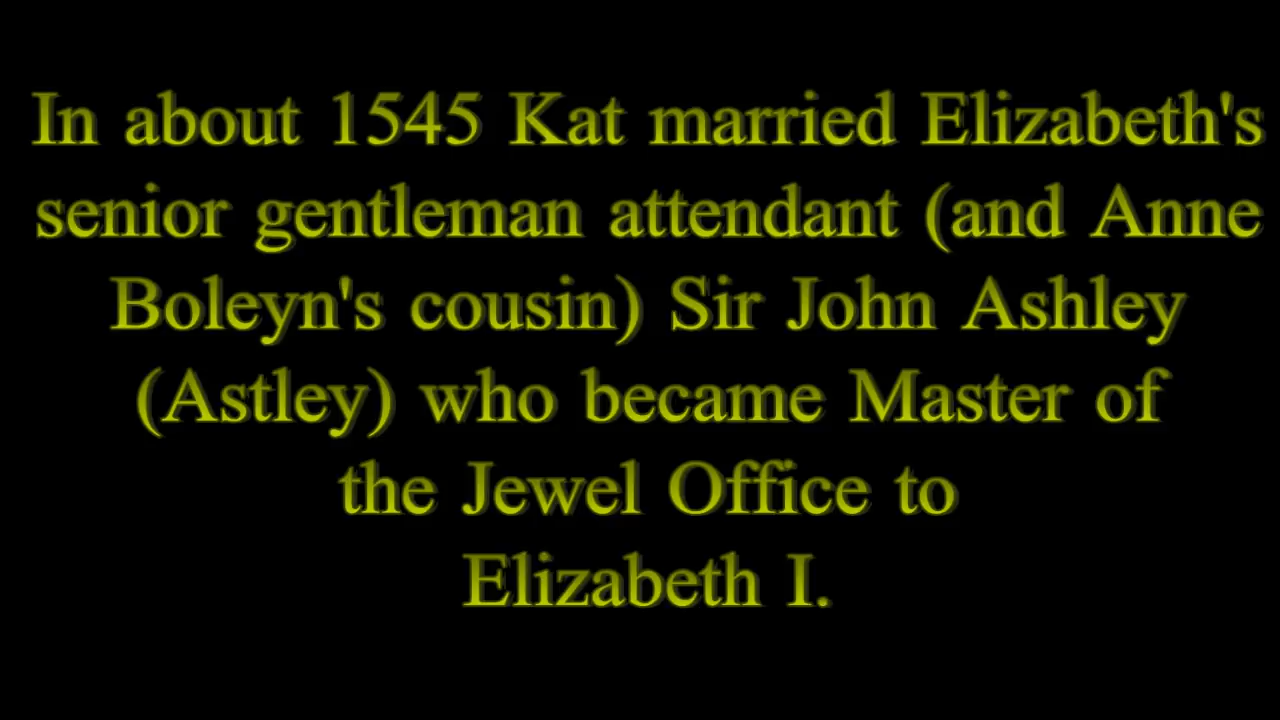 In about 1545 Kat married Elizabeth's
senior gentleman attendant (and Anne
Boleyn's cousin) Sir John Ashley
(Astley) who became Master of
the Jewel Office to
Elizabeth I.